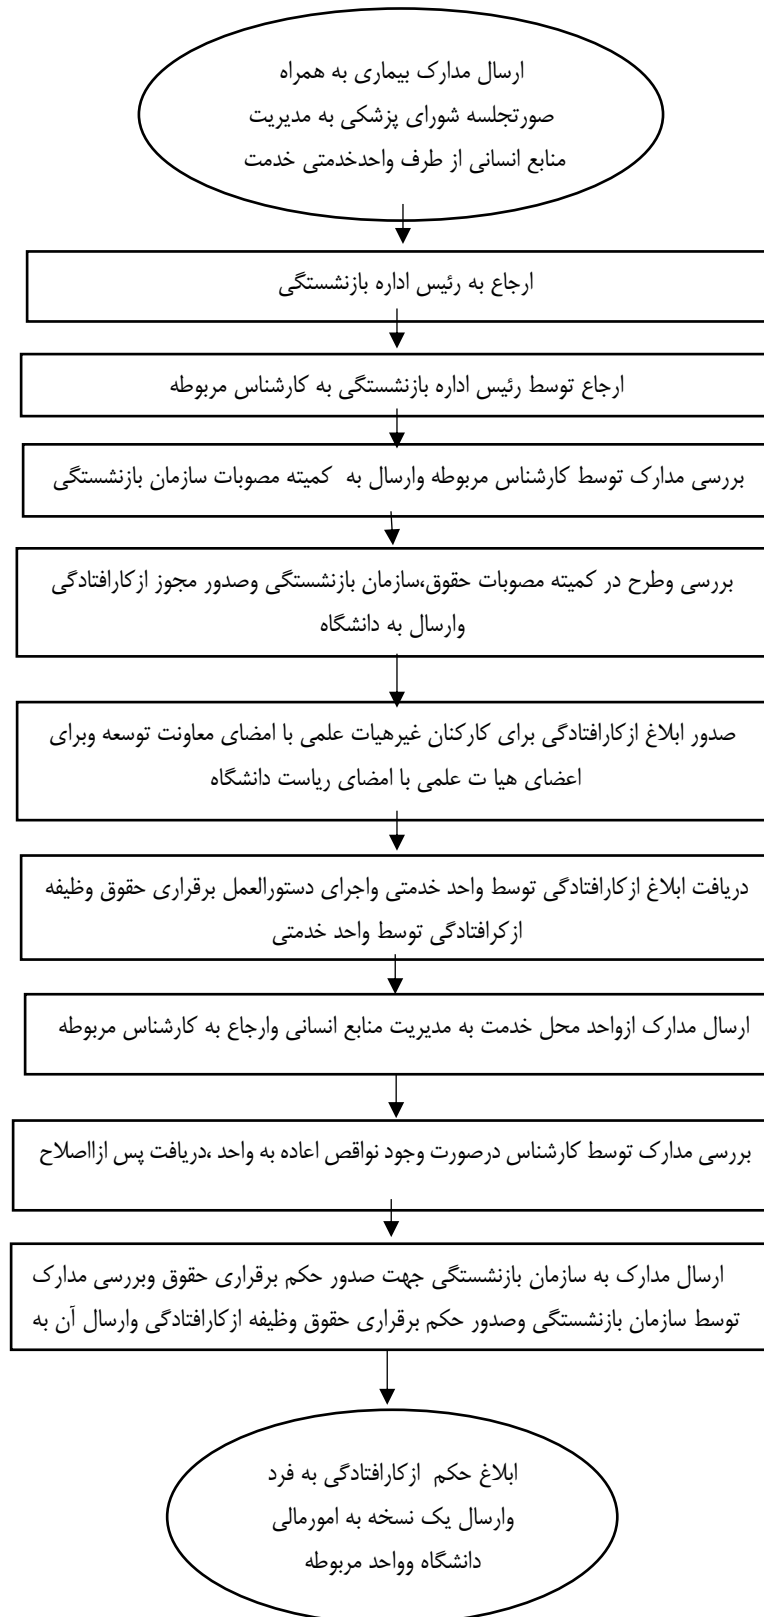 ارسال مدارک بیماری به همراه
صورتجلسه شورای پزشکی به مدیریت
منابع انسانی از طرف واحدخدمتی خدمت
ارجاع به رئیس اداره بازنشستگی
ارجاع توسط رئیس اداره بازنشستگی به کارشناس مربوطه
بررسی مدارک توسط کارشناس مربوطه وارسال به کمیته مصوبات سازمان بازنشستگی
بررسی وطرح در کمیته مصوبات حقوق،سازمان بازنشستگی وصدور مجوز ازکارافتادگی
وارسال به دانشگاه
صدور ابلاغ ازکارافتادگی برای کارکنان غیرهیات علمی با امضای معاونت توسعه وبرای
اعضای هیا ت علمی با امضای ریاست دانشگاه
دریافت ابلاغ ازکارافتادگی توسط واحد خدمتی واجرای دستورالعمل برقراری حقوق وظیفه
ازکرافتادگی توسط واحد خدمتی
ارسال مدارک ازواحد محل خدمت به مدیریت منابع انسانی وارجاع به کارشناس مربوطه
بررسی مدارک توسط کارشناس درصورت وجود نواقص اعاده به واحد ،دریافت پس ازااصلاح
ارسال مدارک به سازمان بازنشستگی جهت صدور حکم برقراری حقوق وبررسی مدارک
توسط سازمان بازنشستگی وصدور حکم برقراری حقوق وظیفه ازکارافتادگی وارسال آن به
ابلاغ حکم ازکارافتادگی به فرد
وارسال یک نسخه به امورمالی
دانشگاه وواحد مربوطه